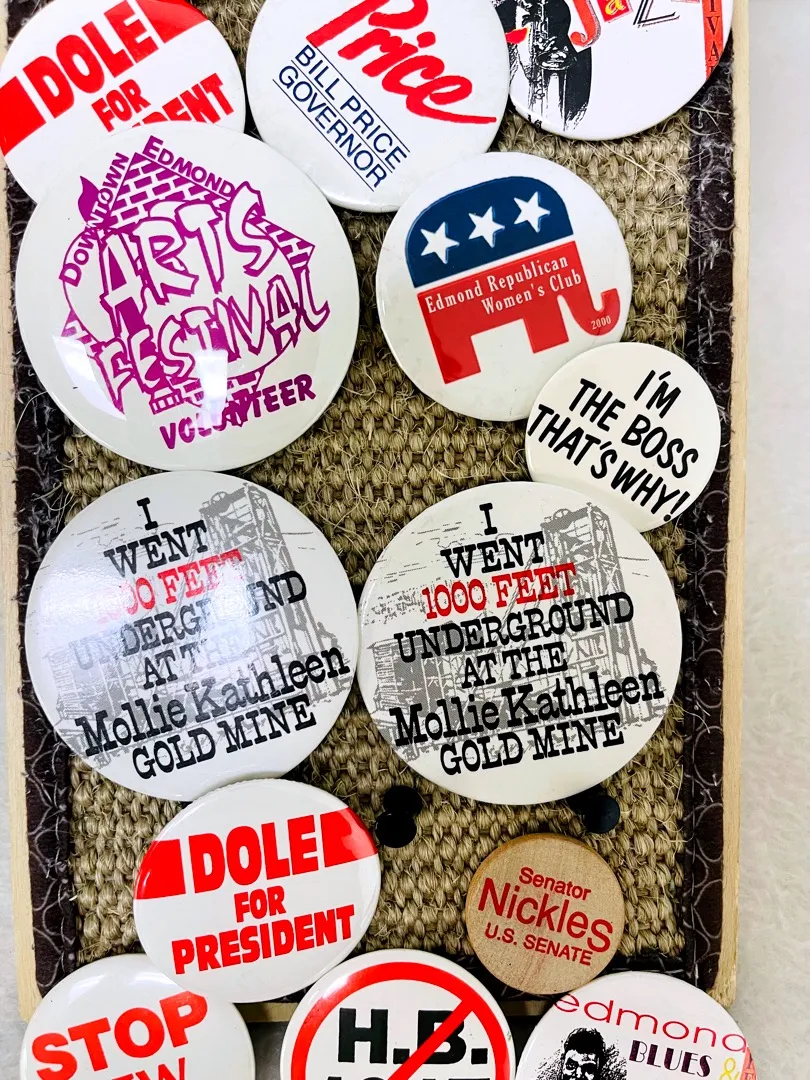 DOLE
FOR
Price
BILL PRICE
GOVERNOR
Jazz
DOWNTOWN EDMOND
ARTS
FESTIVAL
VOLUNTEER
Edmond Republican
Women's Club
2000
I'M
THE BOSS
THAT'S WHY!
I
WENT
1000 FEET
UNDERGROUND
AT THE
Mollie Kathleen
GOLD MINE
I
WENT
1000 FEET
UNDERGROUND
AT THE
Mollie Kathleen
GOLD MINE
DOLE
FOR
PRESIDENT
Senator
Nickles
U.S. SENATE
STOP
H.B.
edmond
BLUES &